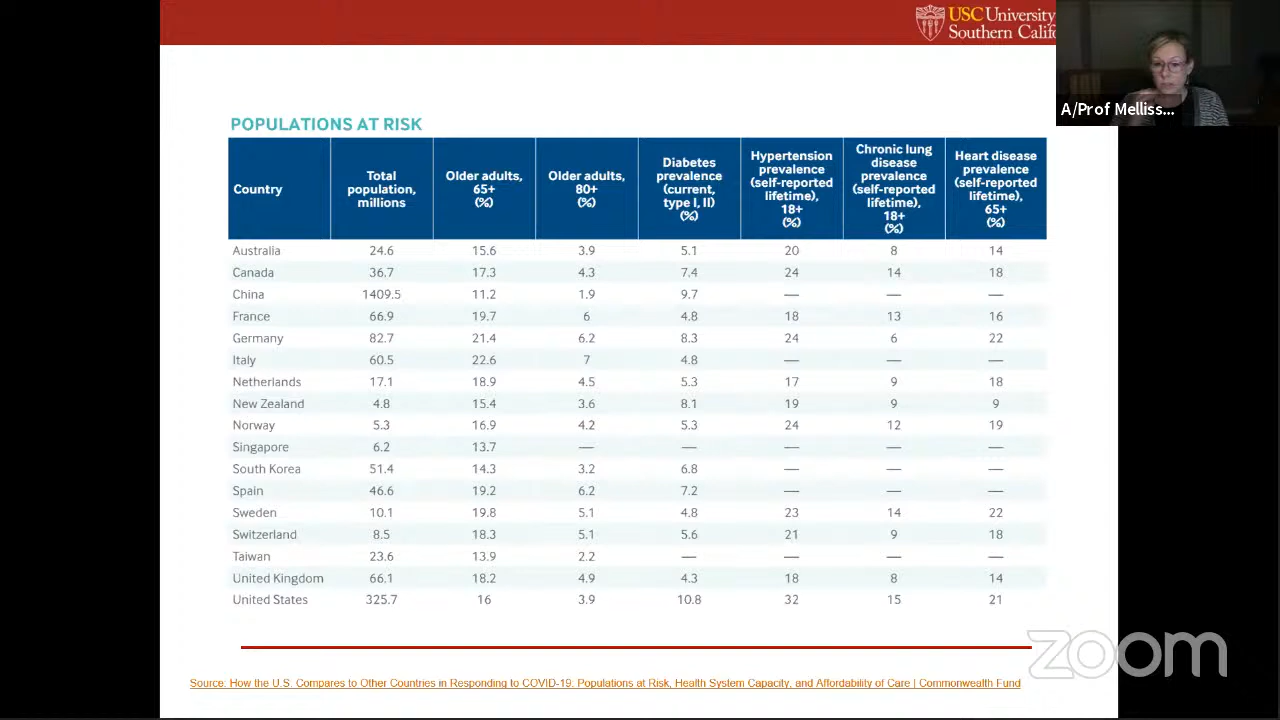 USC University
Southern Calif
A/Prof Melliss...
POPULATIONS AT RISK
Country Total population, millions Older adults, 65+ (%) Older adults, 80+ (%) Diabetes prevalence (current, type I, II) (%) Hypertension prevalence (self-reported lifetime), 18+ (%) Chronic lung disease prevalence (self-reported lifetime), 18+ (%) Heart disease prevalence (self-reported lifetime), 65+ (%)
Australia 24.6 15.6 3.9 5.1 20 8 14
Canada 36.7 17.3 4.3 7.4 24 14 18
China 1409.5 11.2 1.9 9.7 — — —
France 66.9 19.7 6 4.8 18 13 16
Germany 82.7 21.4 6.2 8.3 24 6 22
Italy 60.5 22.6 7 4.8 — — —
Netherlands 17.1 18.9 4.5 5.3 17 9 18
New Zealand 4.8 15.4 3.6 8.1 19 9 9
Norway 5.3 16.9 4.2 5.3 24 12 19
Singapore 6.2 13.7 — — — — —
South Korea 51.4 14.3 3.2 6.8 — — —
Spain 46.6 19.2 6.2 7.2 — — —
Sweden 10.1 19.8 5.1 4.8 23 14 22
Switzerland 8.5 18.3 5.1 5.6 21 9 18
Taiwan 23.6 13.9 2.2 — — — —
United Kingdom 66.1 18.2 4.9 4.3 18 8 14
United States 325.7 16 3.9 10.8 32 15 21
zoom
Source: How the U.S. Compares to Other Countries in Responding to COVID-19. Populations at Risk, Health System Capacity, and Affordability of Care | Commonwealth Fund